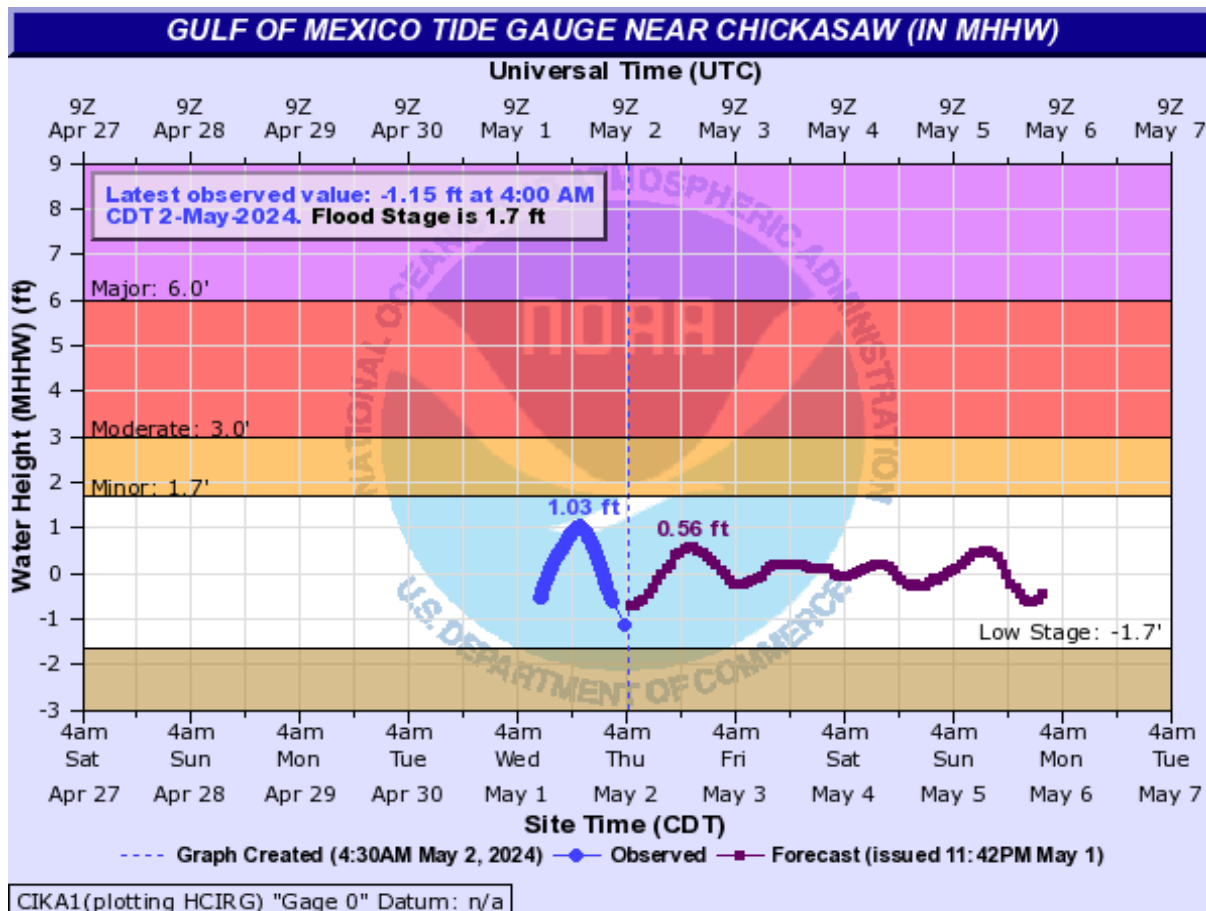 GULF OF MEXICO TIDE GAUGE NEAR CHICKASAW (IN MHHW)
Universal Time (UTC)
9Z 9Z 9Z 9Z 9Z 9Z 9Z 9Z 9Z 9Z 9Z
Apr 27 Apr 28 Apr 29 Apr 30 May 1 May 2 May 3 May 4 May 5 May 6 May 7
Latest observed value: -1.15 ft at 4:00 AM
CDT 2-May-2024. Flood Stage is 1.7 ft
Water Height (MHHW) (ft)
9
8
7
6
5
4
3
2
1
0
-1
-2
-3
Major: 6.0'
Moderate: 3.0'
Minor: 1.7'
1.03 ft
0.56 ft
Low Stage: -1.7'
NATIONAL OCEANIC AND ATMOSPHERIC ADMINISTRATION
NOAA
U.S. DEPARTMENT OF COMMERCE
4am 4am 4am 4am 4am 4am 4am 4am 4am 4am 4am
Sat Sun Mon Tue Wed Thu Fri Sat Sun Mon Tue
Apr 27 Apr 28 Apr 29 Apr 30 May 1 May 2 May 3 May 4 May 5 May 6 May 7
Site Time (CDT)
Graph Created (4:30AM May 2, 2024) Observed Forecast (issued 11:42PM May 1)
CIKA1(plotting HCIRG) "Gage 0" Datum: n/a